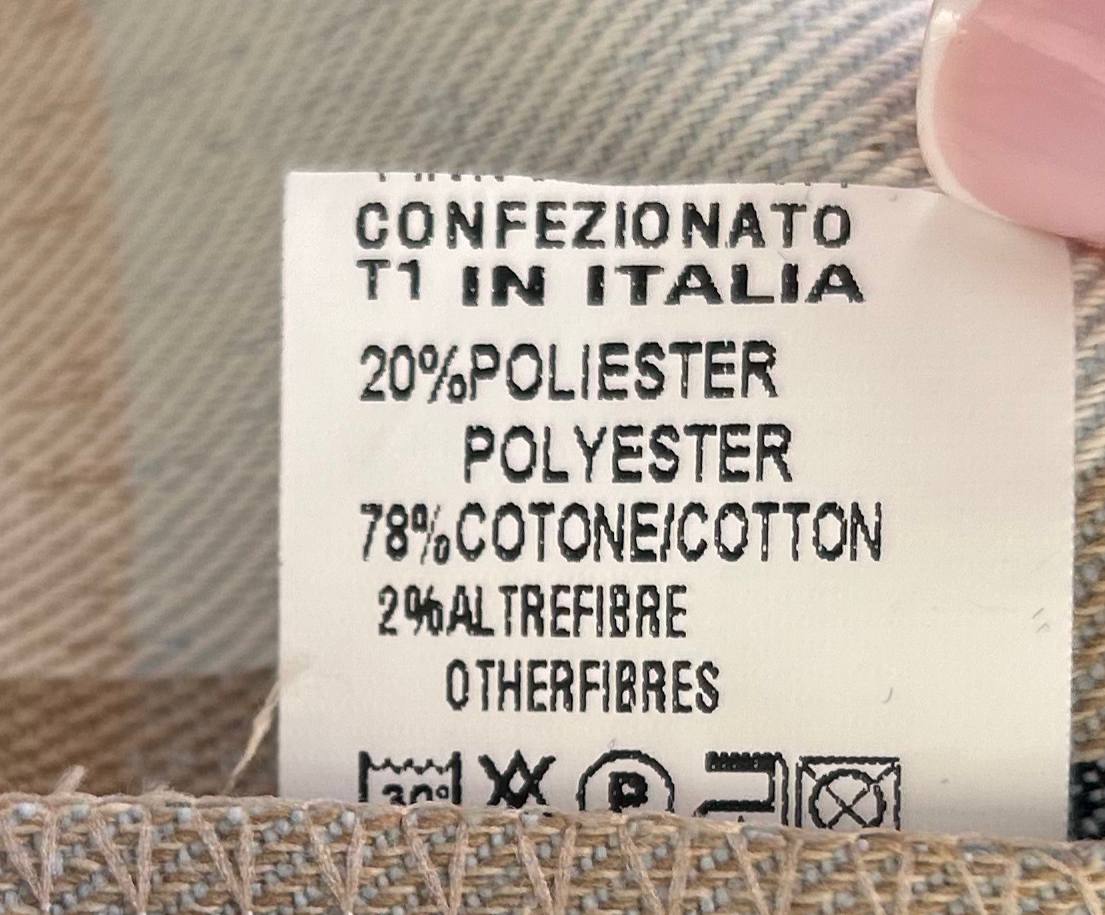 CONFEZIONATO
T1 IN ITALIA
20%POLIESTER
POLYESTER
78%COTONE/COTTON
2%ALTREFIBRE
OTHERFIBRES
30° P